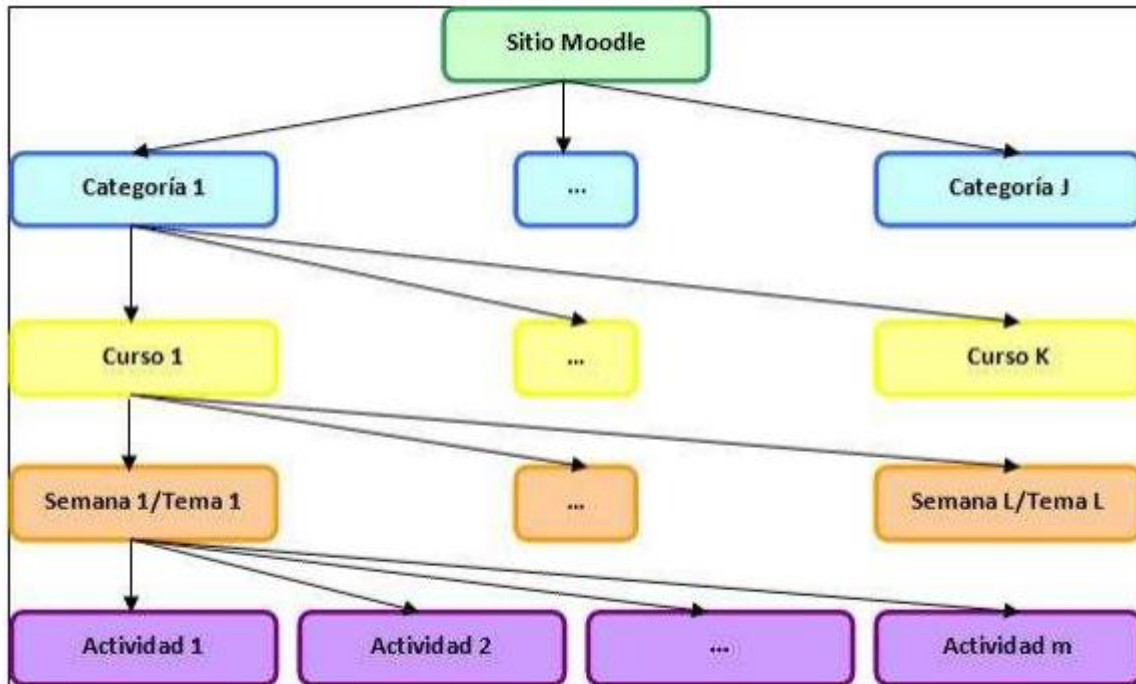 Sitio Moodle
Categoría 1
...
Categoría J
Curso 1
...
Curso K
Semana 1/Tema 1
...
Semana L/Tema L
Actividad 1
Actividad 2
...
Actividad m